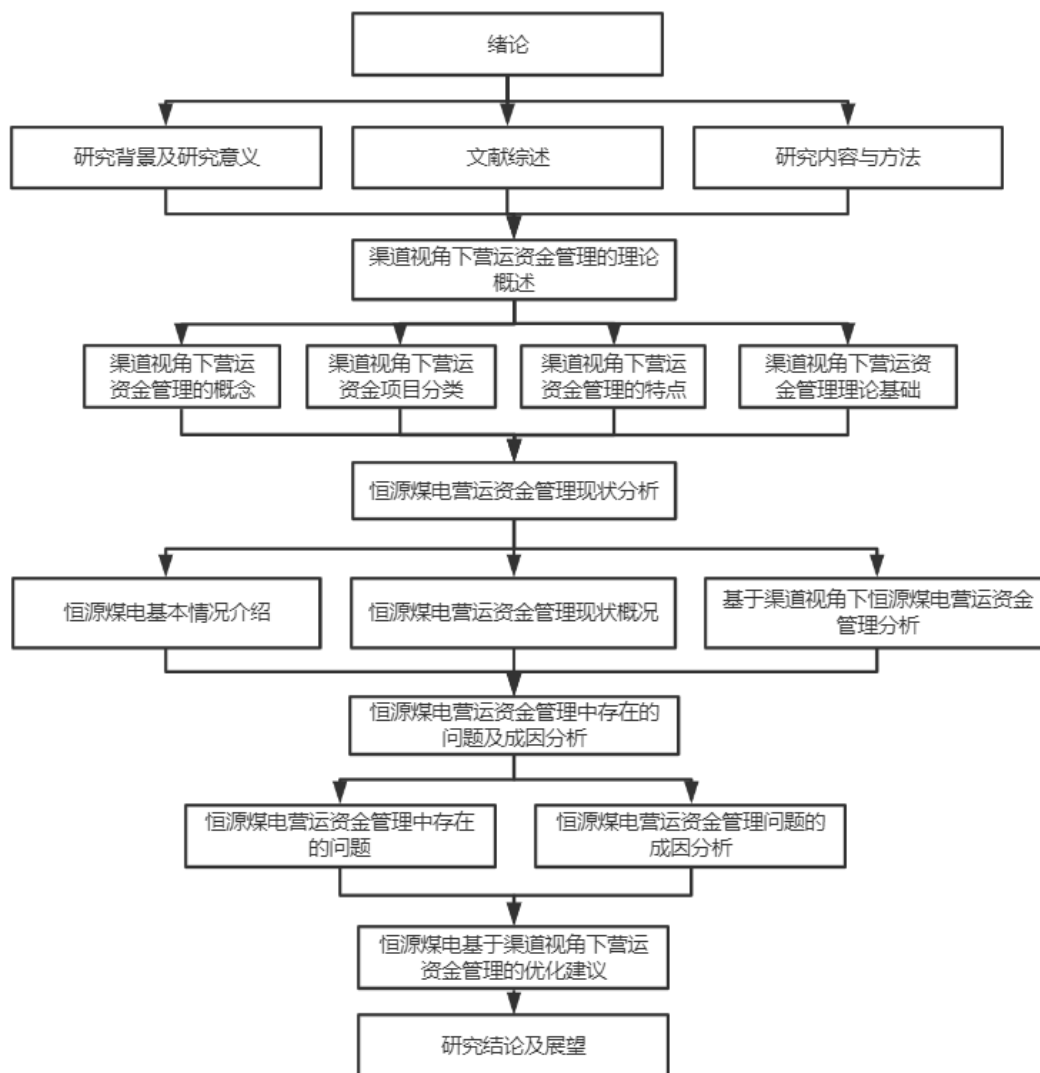 绪论
研究背景及研究意义
文献综述
研究内容与方法
渠道视角下营运资金管理的理论
概述
渠道视角下营运
资金管理的概念
渠道视角下营运
资金项目分类
渠道视角下营运
资金管理的特点
渠道视角下营运资
金管理理论基础
恒源煤电营运资金管理现状分析
恒源煤电基本情况介绍
恒源煤电营运资金管理现状概况
基于渠道视角下恒源煤电营运资金
管理分析
恒源煤电营运资金管理中存在的
问题及成因分析
恒源煤电营运资金管理中存在
的问题
恒源煤电营运资金管理问题的
成因分析
恒源煤电基于渠道视角下营运
资金管理的优化建议
研究结论及展望